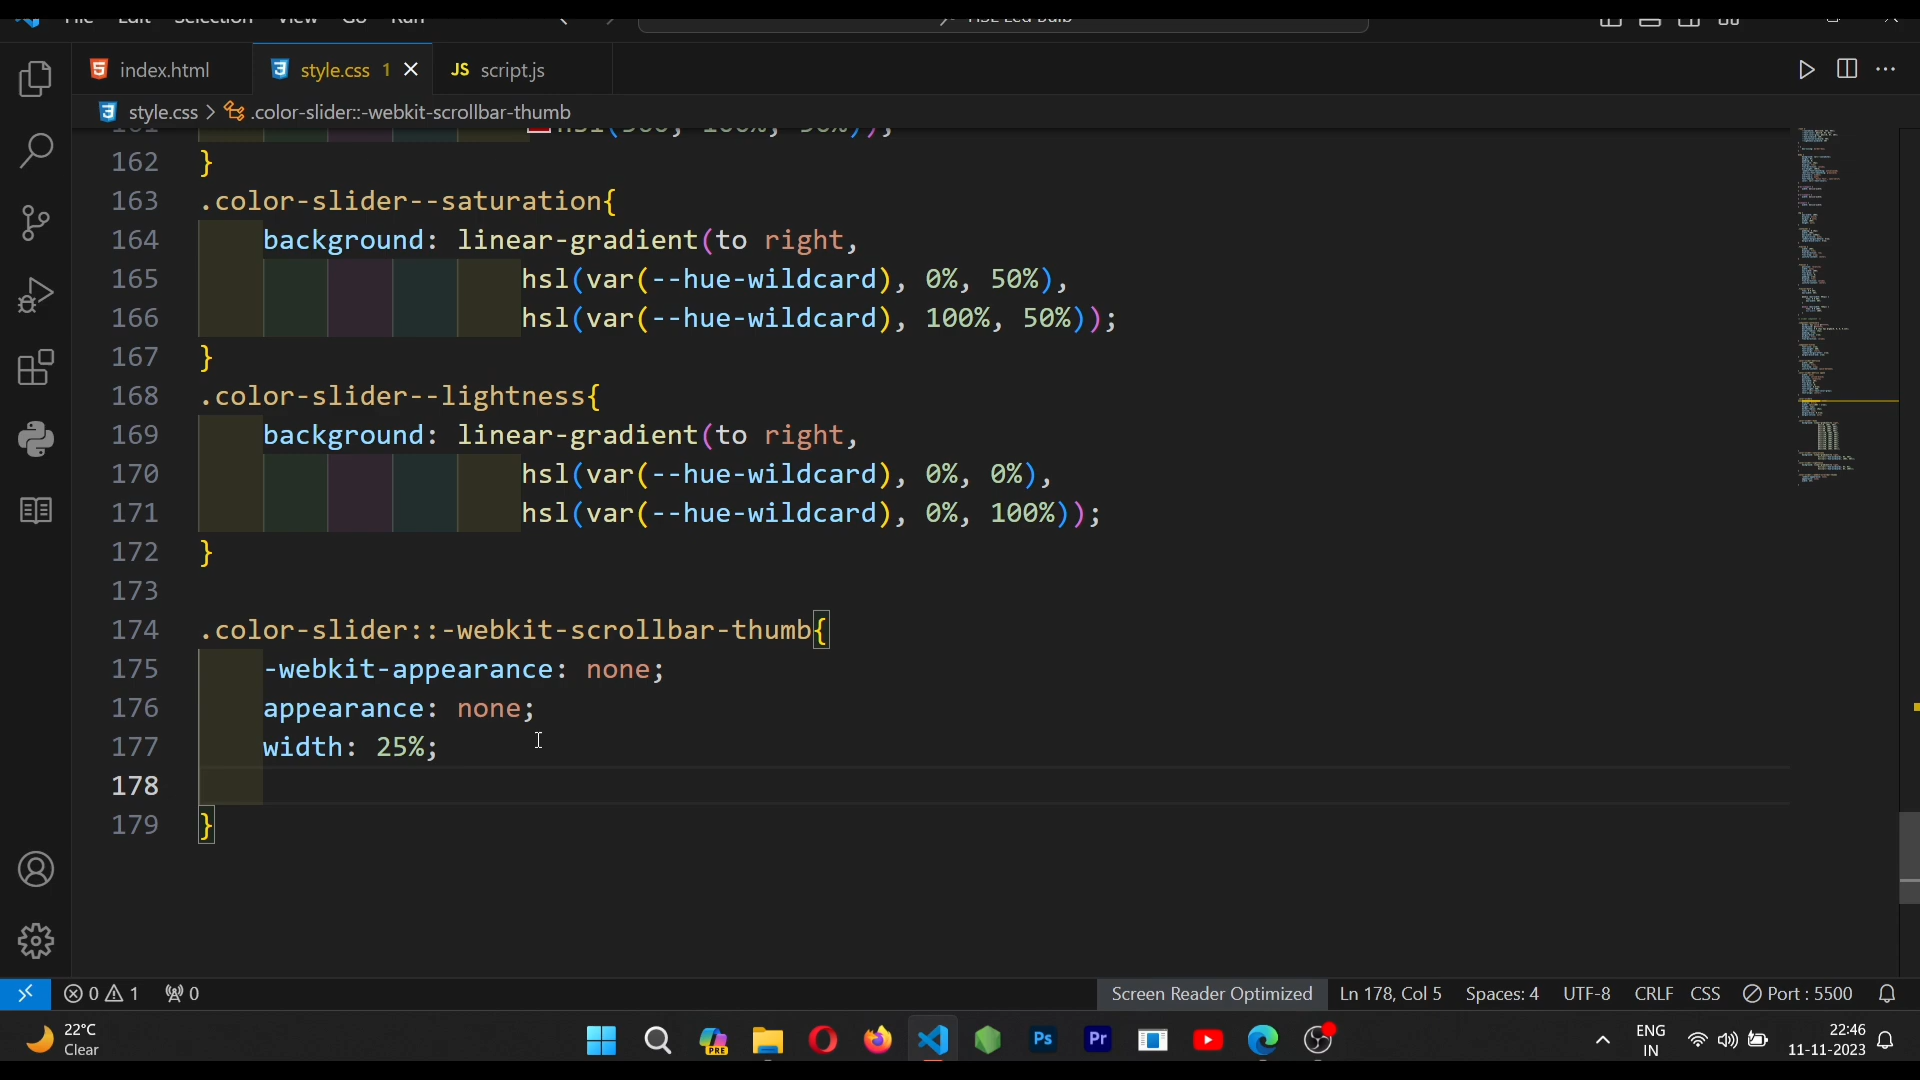 index.html
style.css 1
JS script.js
style.css > .color-slider::-webkit-scrollbar-thumb
162 }
163 .color-slider--saturation{
164 background: linear-gradient(to right,
165 hsl(var(--hue-wildcard), 0%, 50%),
166 hsl(var(--hue-wildcard), 100%, 50%));
167 }
168 .color-slider--lightness{
169 background: linear-gradient(to right,
170 hsl(var(--hue-wildcard), 0%, 0%),
171 hsl(var(--hue-wildcard), 0%, 100%));
172 }
173
174 .color-slider::-webkit-scrollbar-thumb{
175 -webkit-appearance: none;
176 appearance: none;
177 width: 25%;
178
179 }
0 1 0
Screen Reader Optimized
Ln 178, Col 5
Spaces: 4
UTF-8
CRLF
CSS
Port : 5500
22°C
Clear
PRE
Ps
Pr
ENG
IN
22:46
11-11-2023